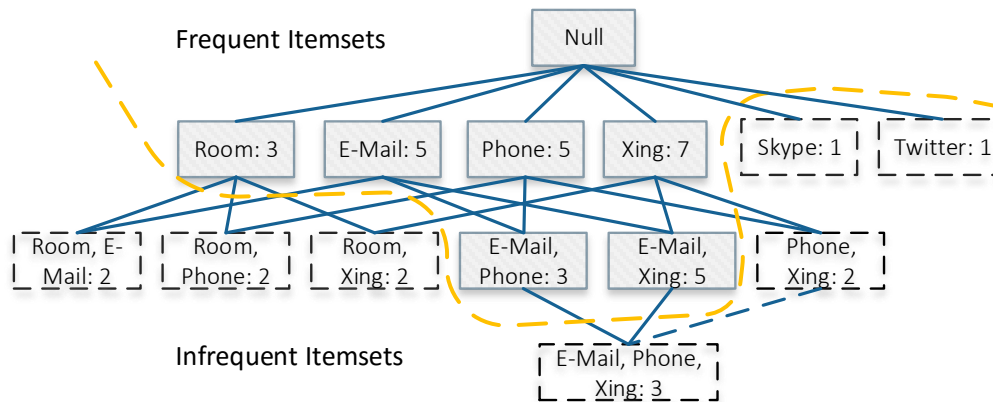 Frequent Itemsets
Null
Room: 3
E-Mail: 5
Phone: 5
Xing: 7
Skype: 1
Twitter: 1
Room, E-
Mail: 2
Room,
Phone: 2
Room,
Xing: 2
E-Mail,
Phone: 3
E-Mail,
Xing: 5
Phone,
Xing: 2
Infrequent Itemsets
E-Mail, Phone,
Xing: 3